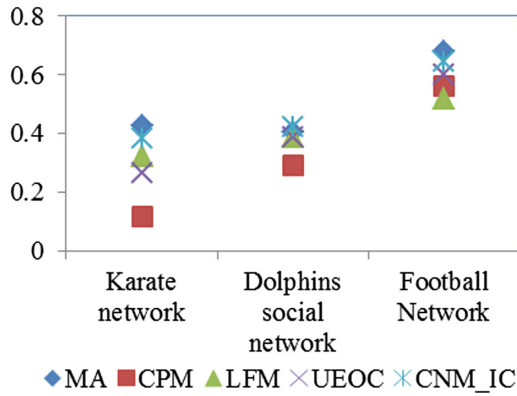 0.8
0.6
0.4
0.2
0
Karate network
Dolphins social network
Football Network
MA CPM LFM UEOC CNM_IC